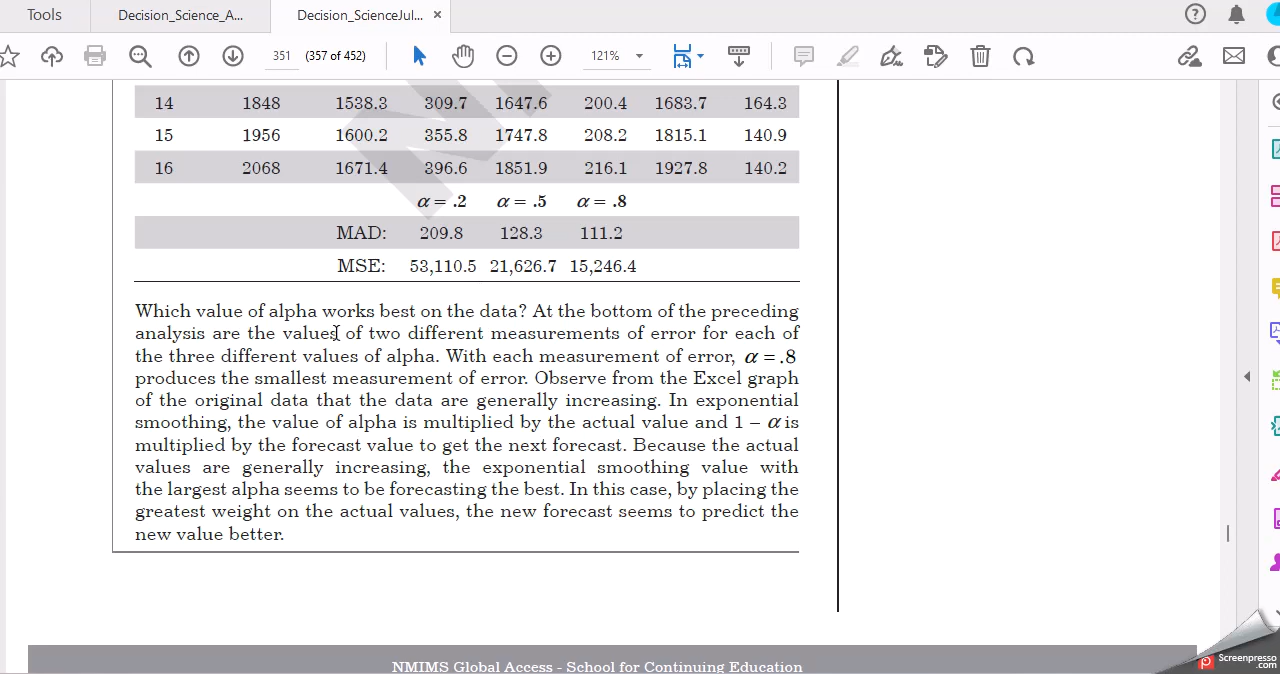 Tools Decision_Science_A... Decision_ScienceJul... ×
351 (357 of 452) 121%
14 1848 1538.3 309.7 1647.6 200.4 1683.7 164.3
15 1956 1600.2 355.8 1747.8 208.2 1815.1 140.9
16 2068 1671.4 396.6 1851.9 216.1 1927.8 140.2
α = .2 α = .5 α = .8
MAD: 209.8 128.3 111.2
MSE: 53,110.5 21,626.7 15,246.4
Which value of alpha works best on the data? At the bottom of the preceding
analysis are the values of two different measurements of error for each of
the three different values of alpha. With each measurement of error, α = .8
produces the smallest measurement of error. Observe from the Excel graph
of the original data that the data are generally increasing. In exponential
smoothing, the value of alpha is multiplied by the actual value and 1 – α is
multiplied by the forecast value to get the next forecast. Because the actual
values are generally increasing, the exponential smoothing value with
the largest alpha seems to be forecasting the best. In this case, by placing the
greatest weight on the actual values, the new forecast seems to predict the
new value better.
NMIMS Global Access - School for Continuing Education
Screenpresso
.com